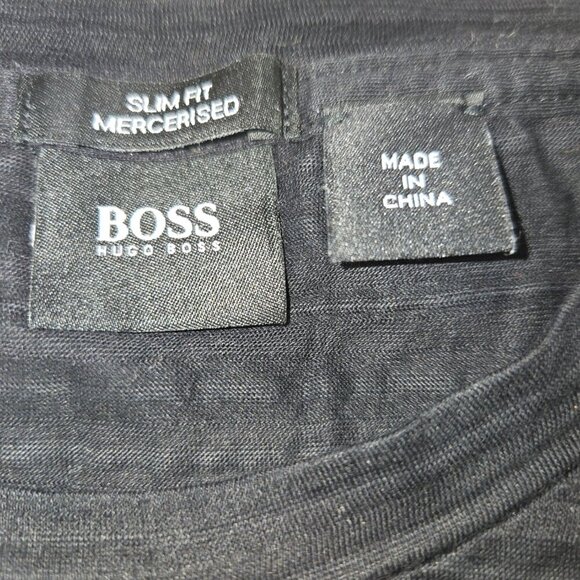 SLIM FIT
MERCERISED
BOSS
HUGO BOSS
MADE
IN
CHINA